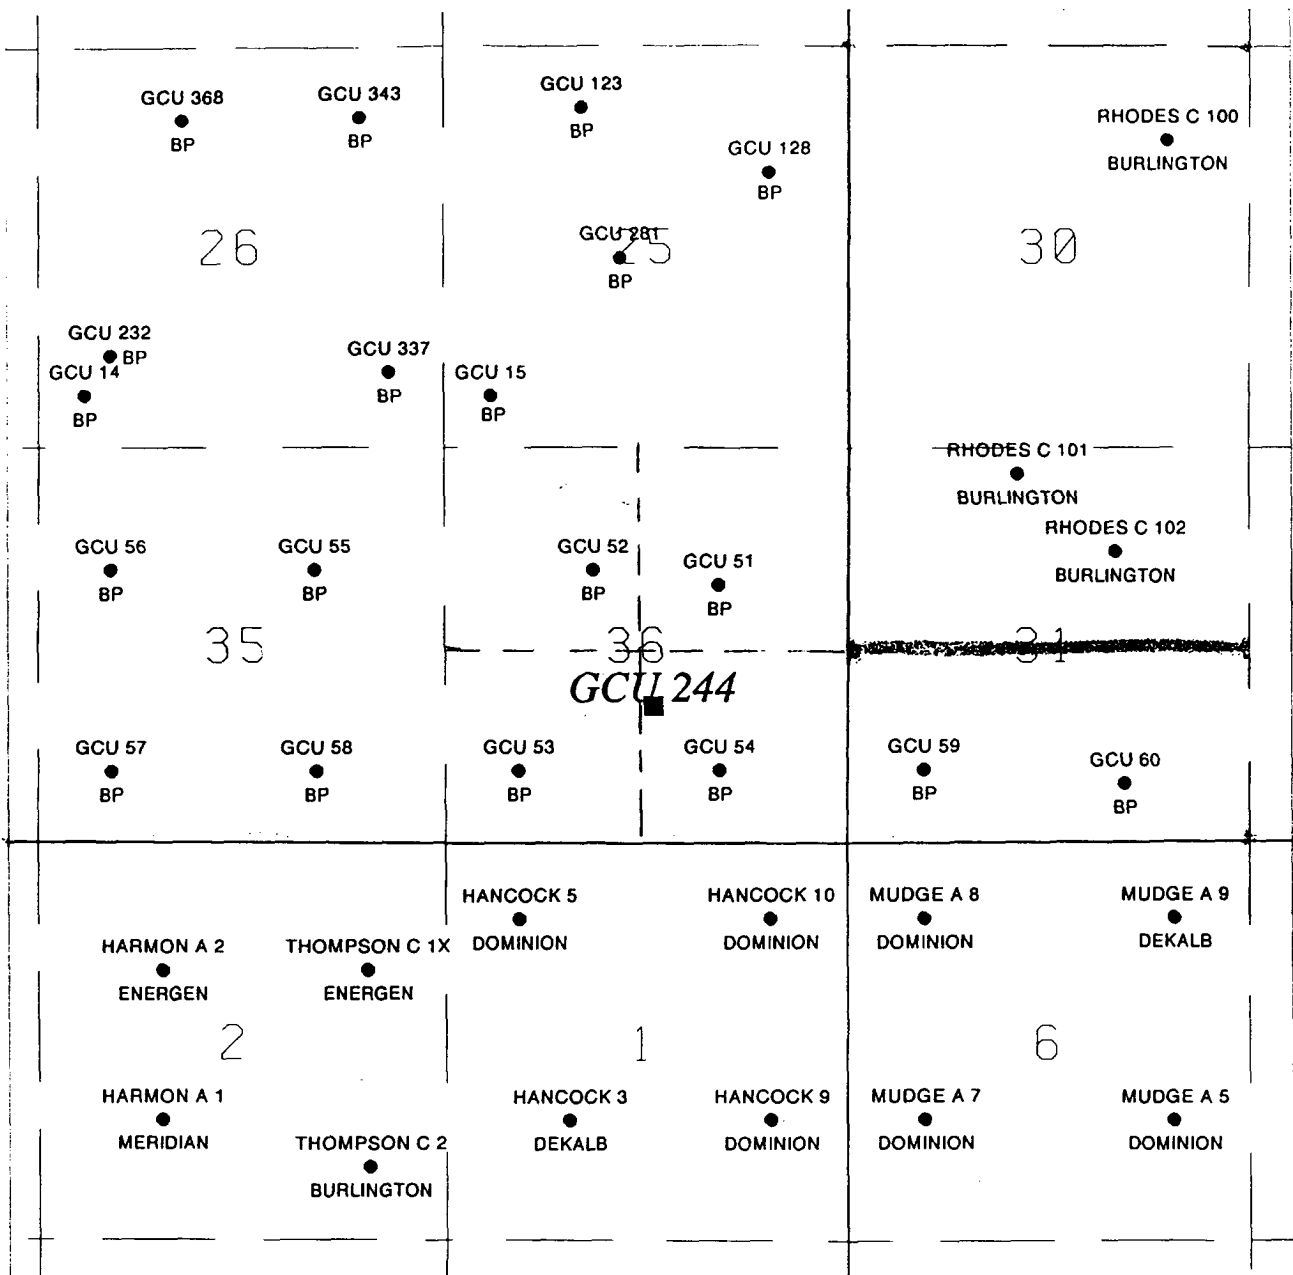 GCU 368
BP
GCU 343
BP
GCU 123
BP
GCU 128
BP
RHODES C 100
BURLINGTON
26
GCU 281
BP
25
30
GCU 232
BP
GCU 14
BP
GCU 337
BP
GCU 15
BP
RHODES C 101
BURLINGTON
RHODES C 102
BURLINGTON
GCU 56
BP
GCU 55
BP
GCU 52
BP
GCU 51
BP
35
36
31
GCU 244
GCU 57
BP
GCU 58
BP
GCU 53
BP
GCU 54
BP
GCU 59
BP
GCU 60
BP
HANCOCK 5
DOMINION
HANCOCK 10
DOMINION
MUDGE A 8
DOMINION
MUDGE A 9
DEKALB
HARMON A 2
ENERGEN
THOMPSON C 1X
ENERGEN
2
1
6
HARMON A 1
MERIDIAN
THOMPSON C 2
BURLINGTON
HANCOCK 3
DEKALB
HANCOCK 9
DOMINION
MUDGE A 7
DOMINION
MUDGE A 5
DOMINION